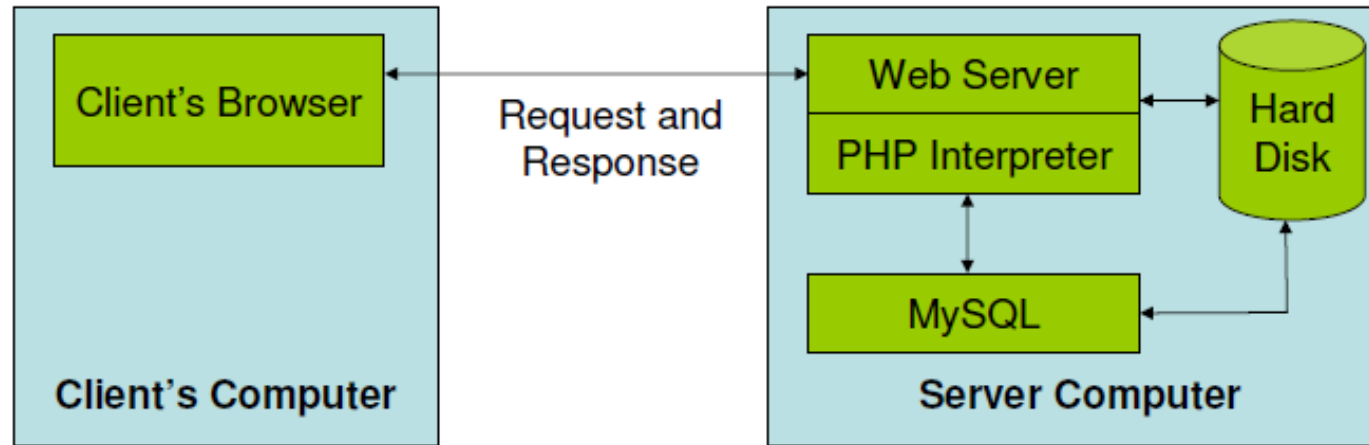 Client's Browser
Client's Computer
Request and
Response
Web Server
PHP Interpreter
MySQL
Hard
Disk
Server Computer